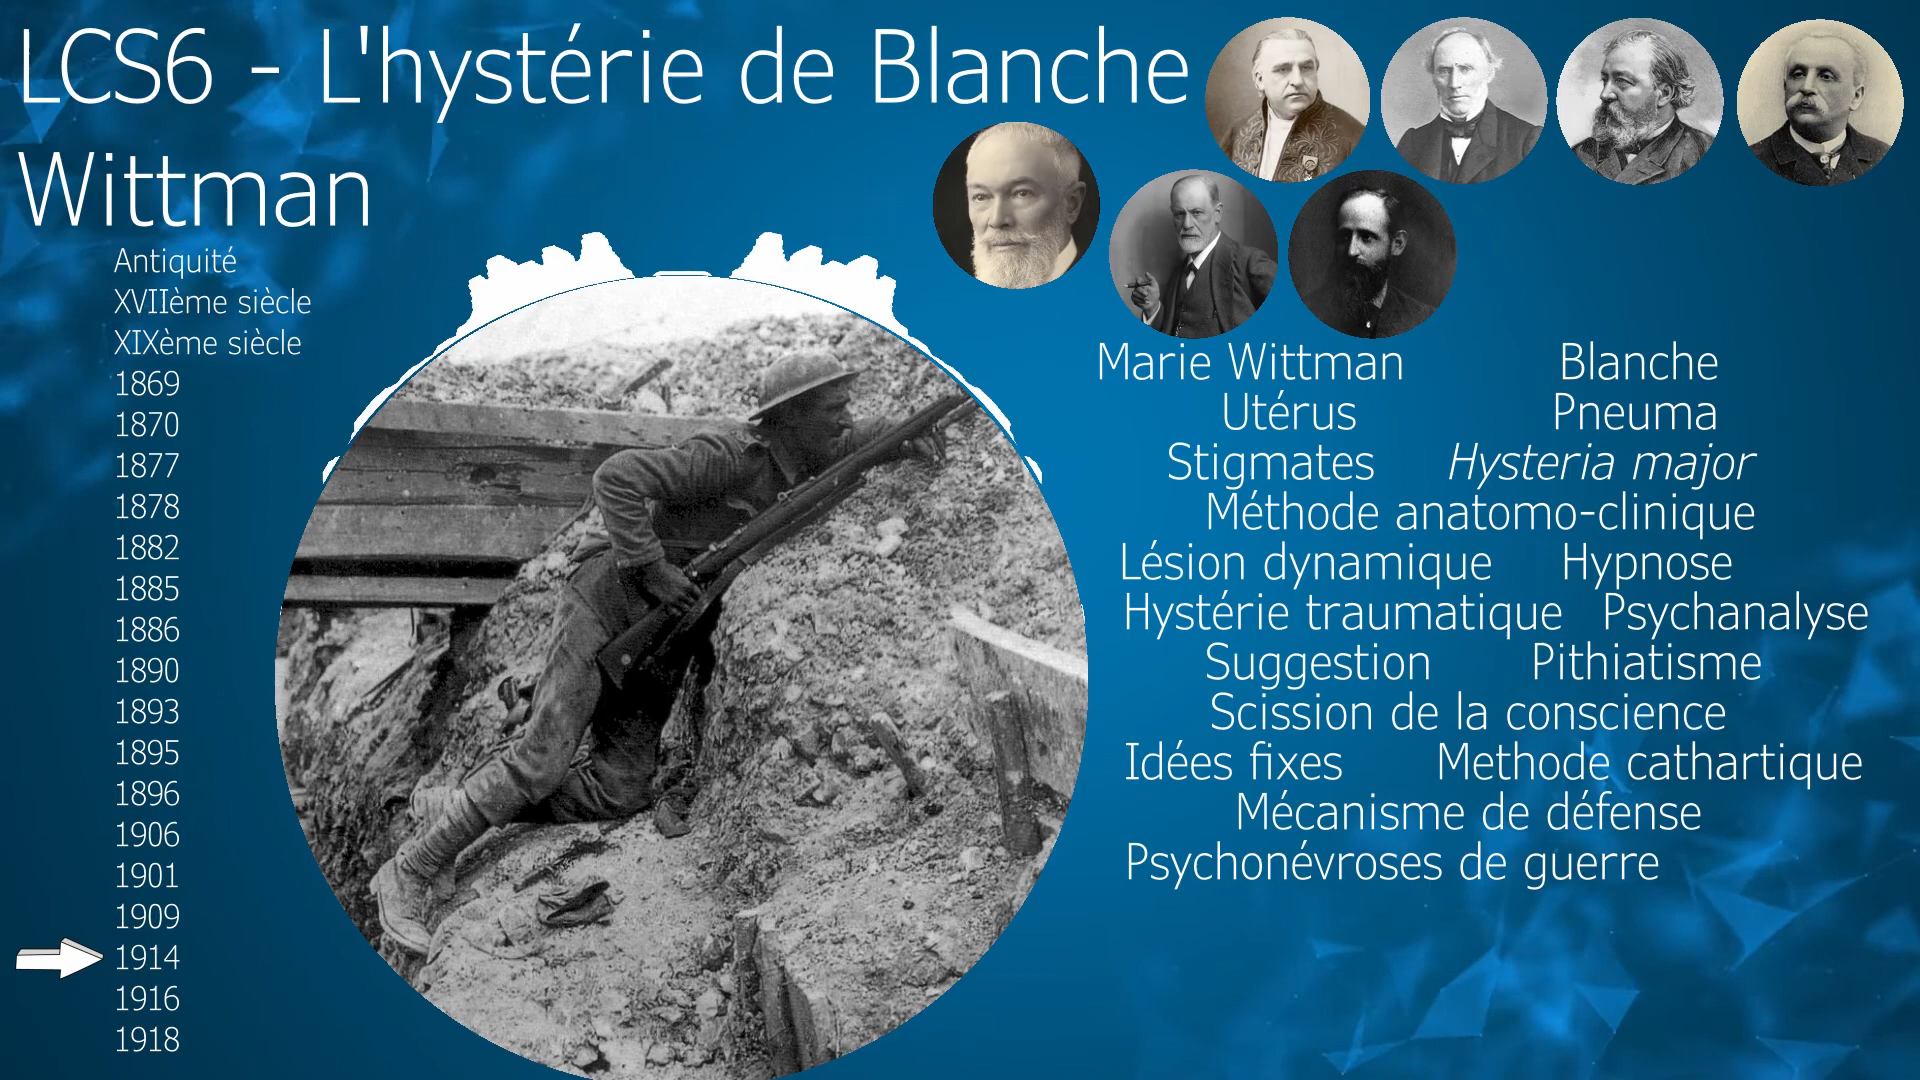 LCS6 - L'hystérie de Blanche
Wittman
Antiquité
XVIIème siècle
XIXème siècle
1869
1870
1877
1878
1882
1885
1886
1890
1893
1895
1896
1906
1901
1909
1914
1916
1918
Marie Wittman Blanche
Utérus Pneuma
Stigmates Hysteria major
Méthode anatomo-clinique
Lésion dynamique Hypnose
Hystérie traumatique Psychanalyse
Suggestion Pithiatisme
Scission de la conscience
Idées fixes Methode cathartique
Mécanisme de défense
Psychonévroses de guerre